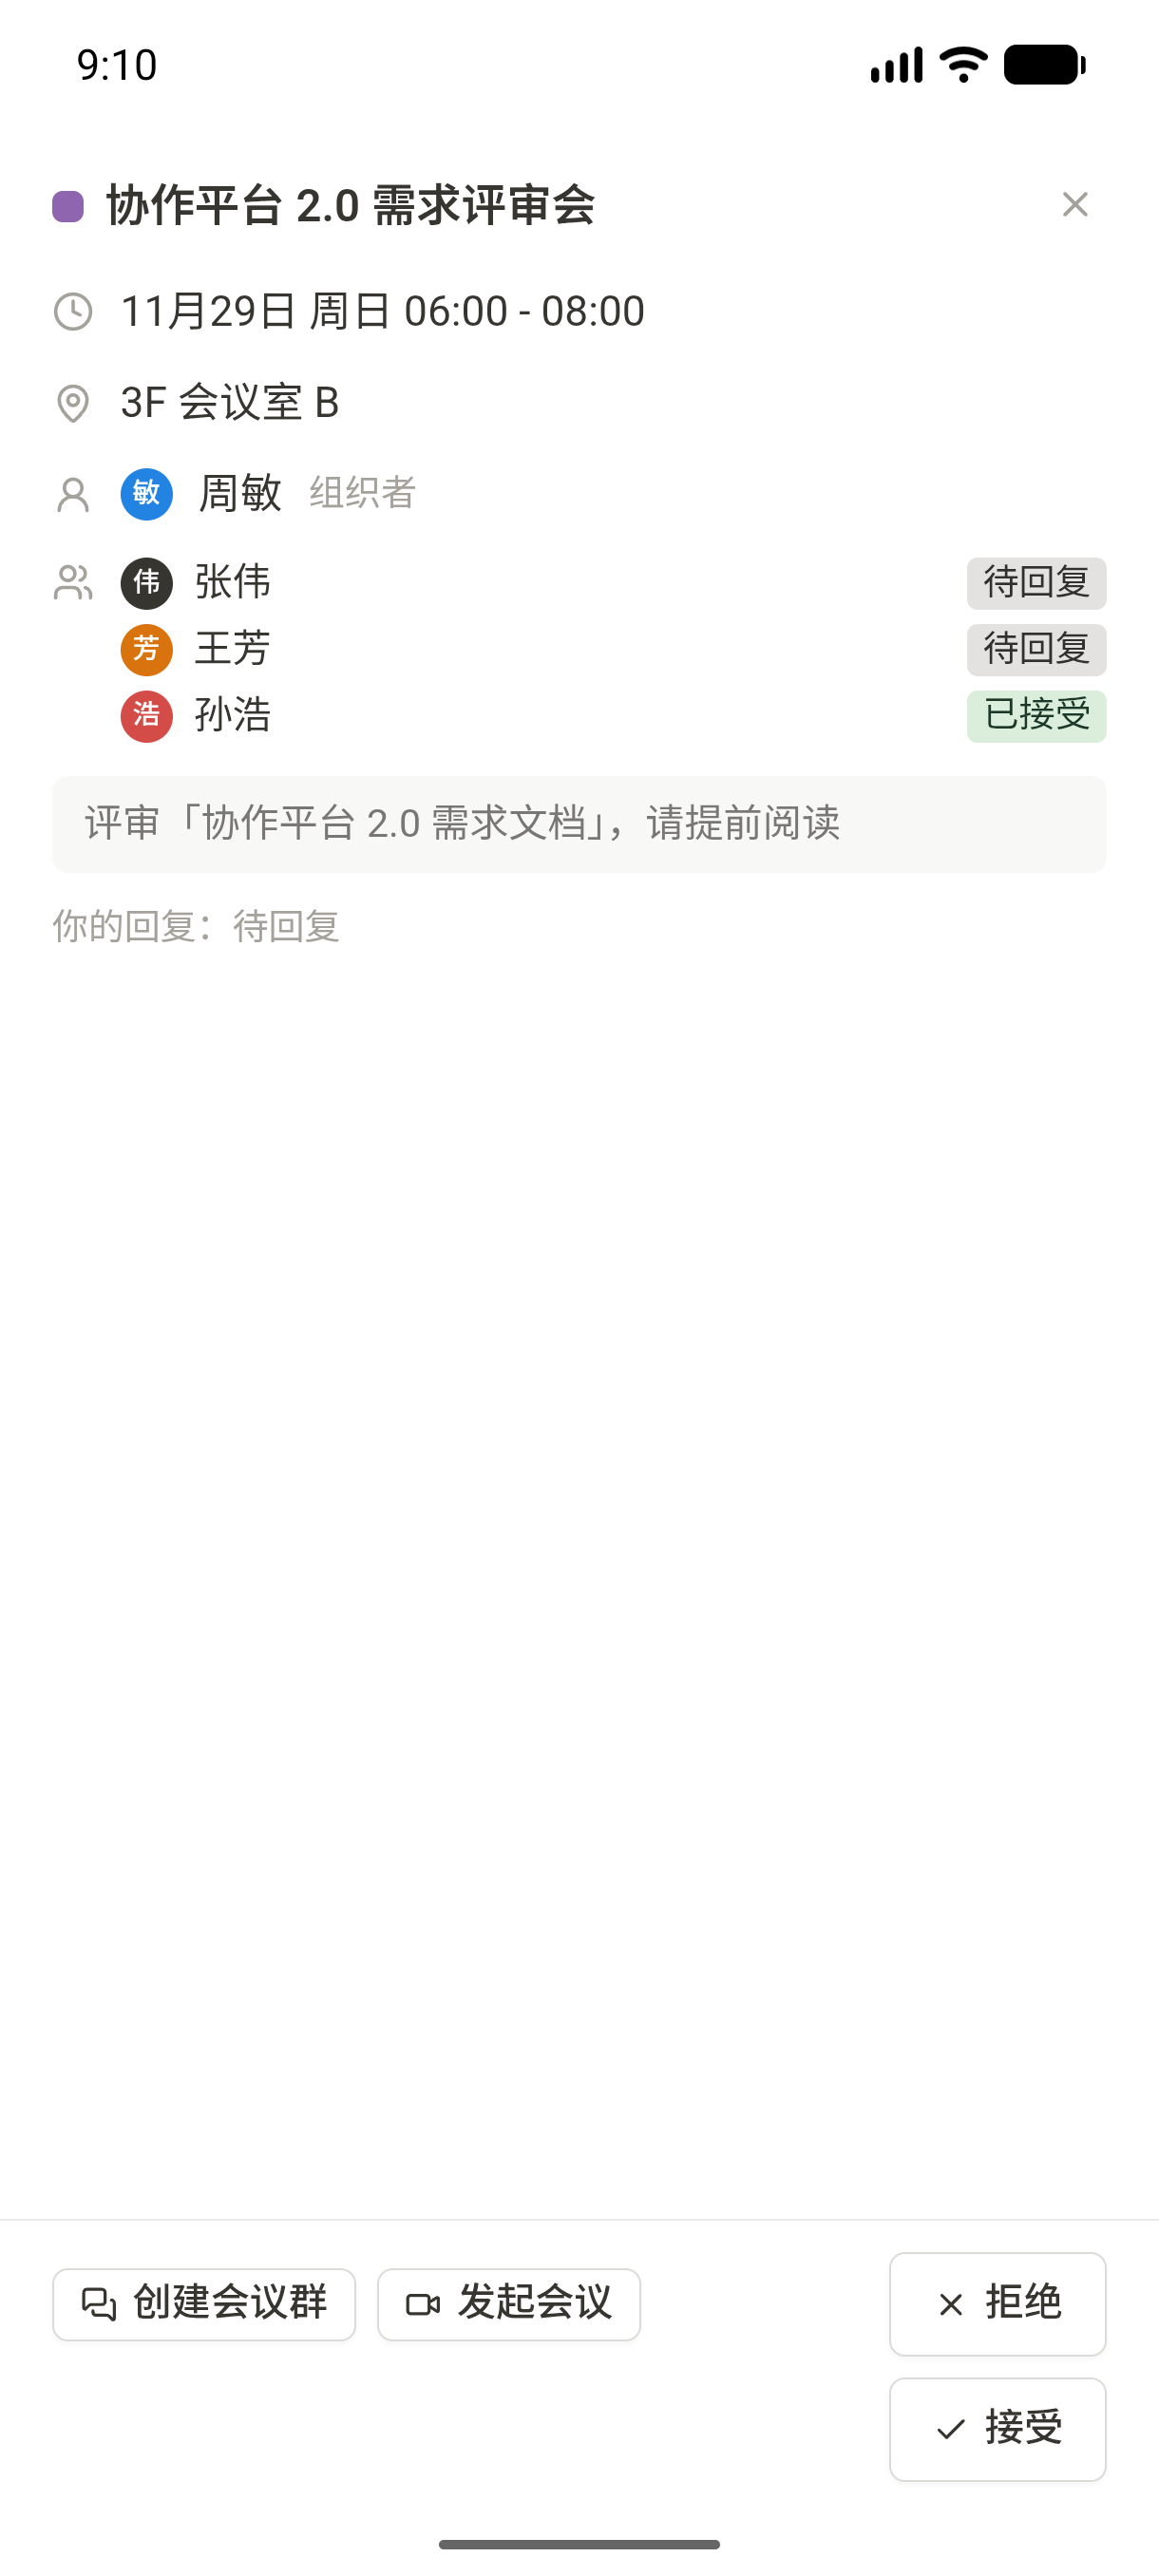 9:10
协作平台 2.0 需求评审会
11月29日 周日 06:00 - 08:00
3F 会议室 B
敏 周敏 组织者
伟 张伟 待回复
芳 王芳 待回复
浩 孙浩 已接受
评审「协作平台 2.0 需求文档」，请提前阅读
你的回复：待回复
创建会议群 发起会议 拒绝
接受